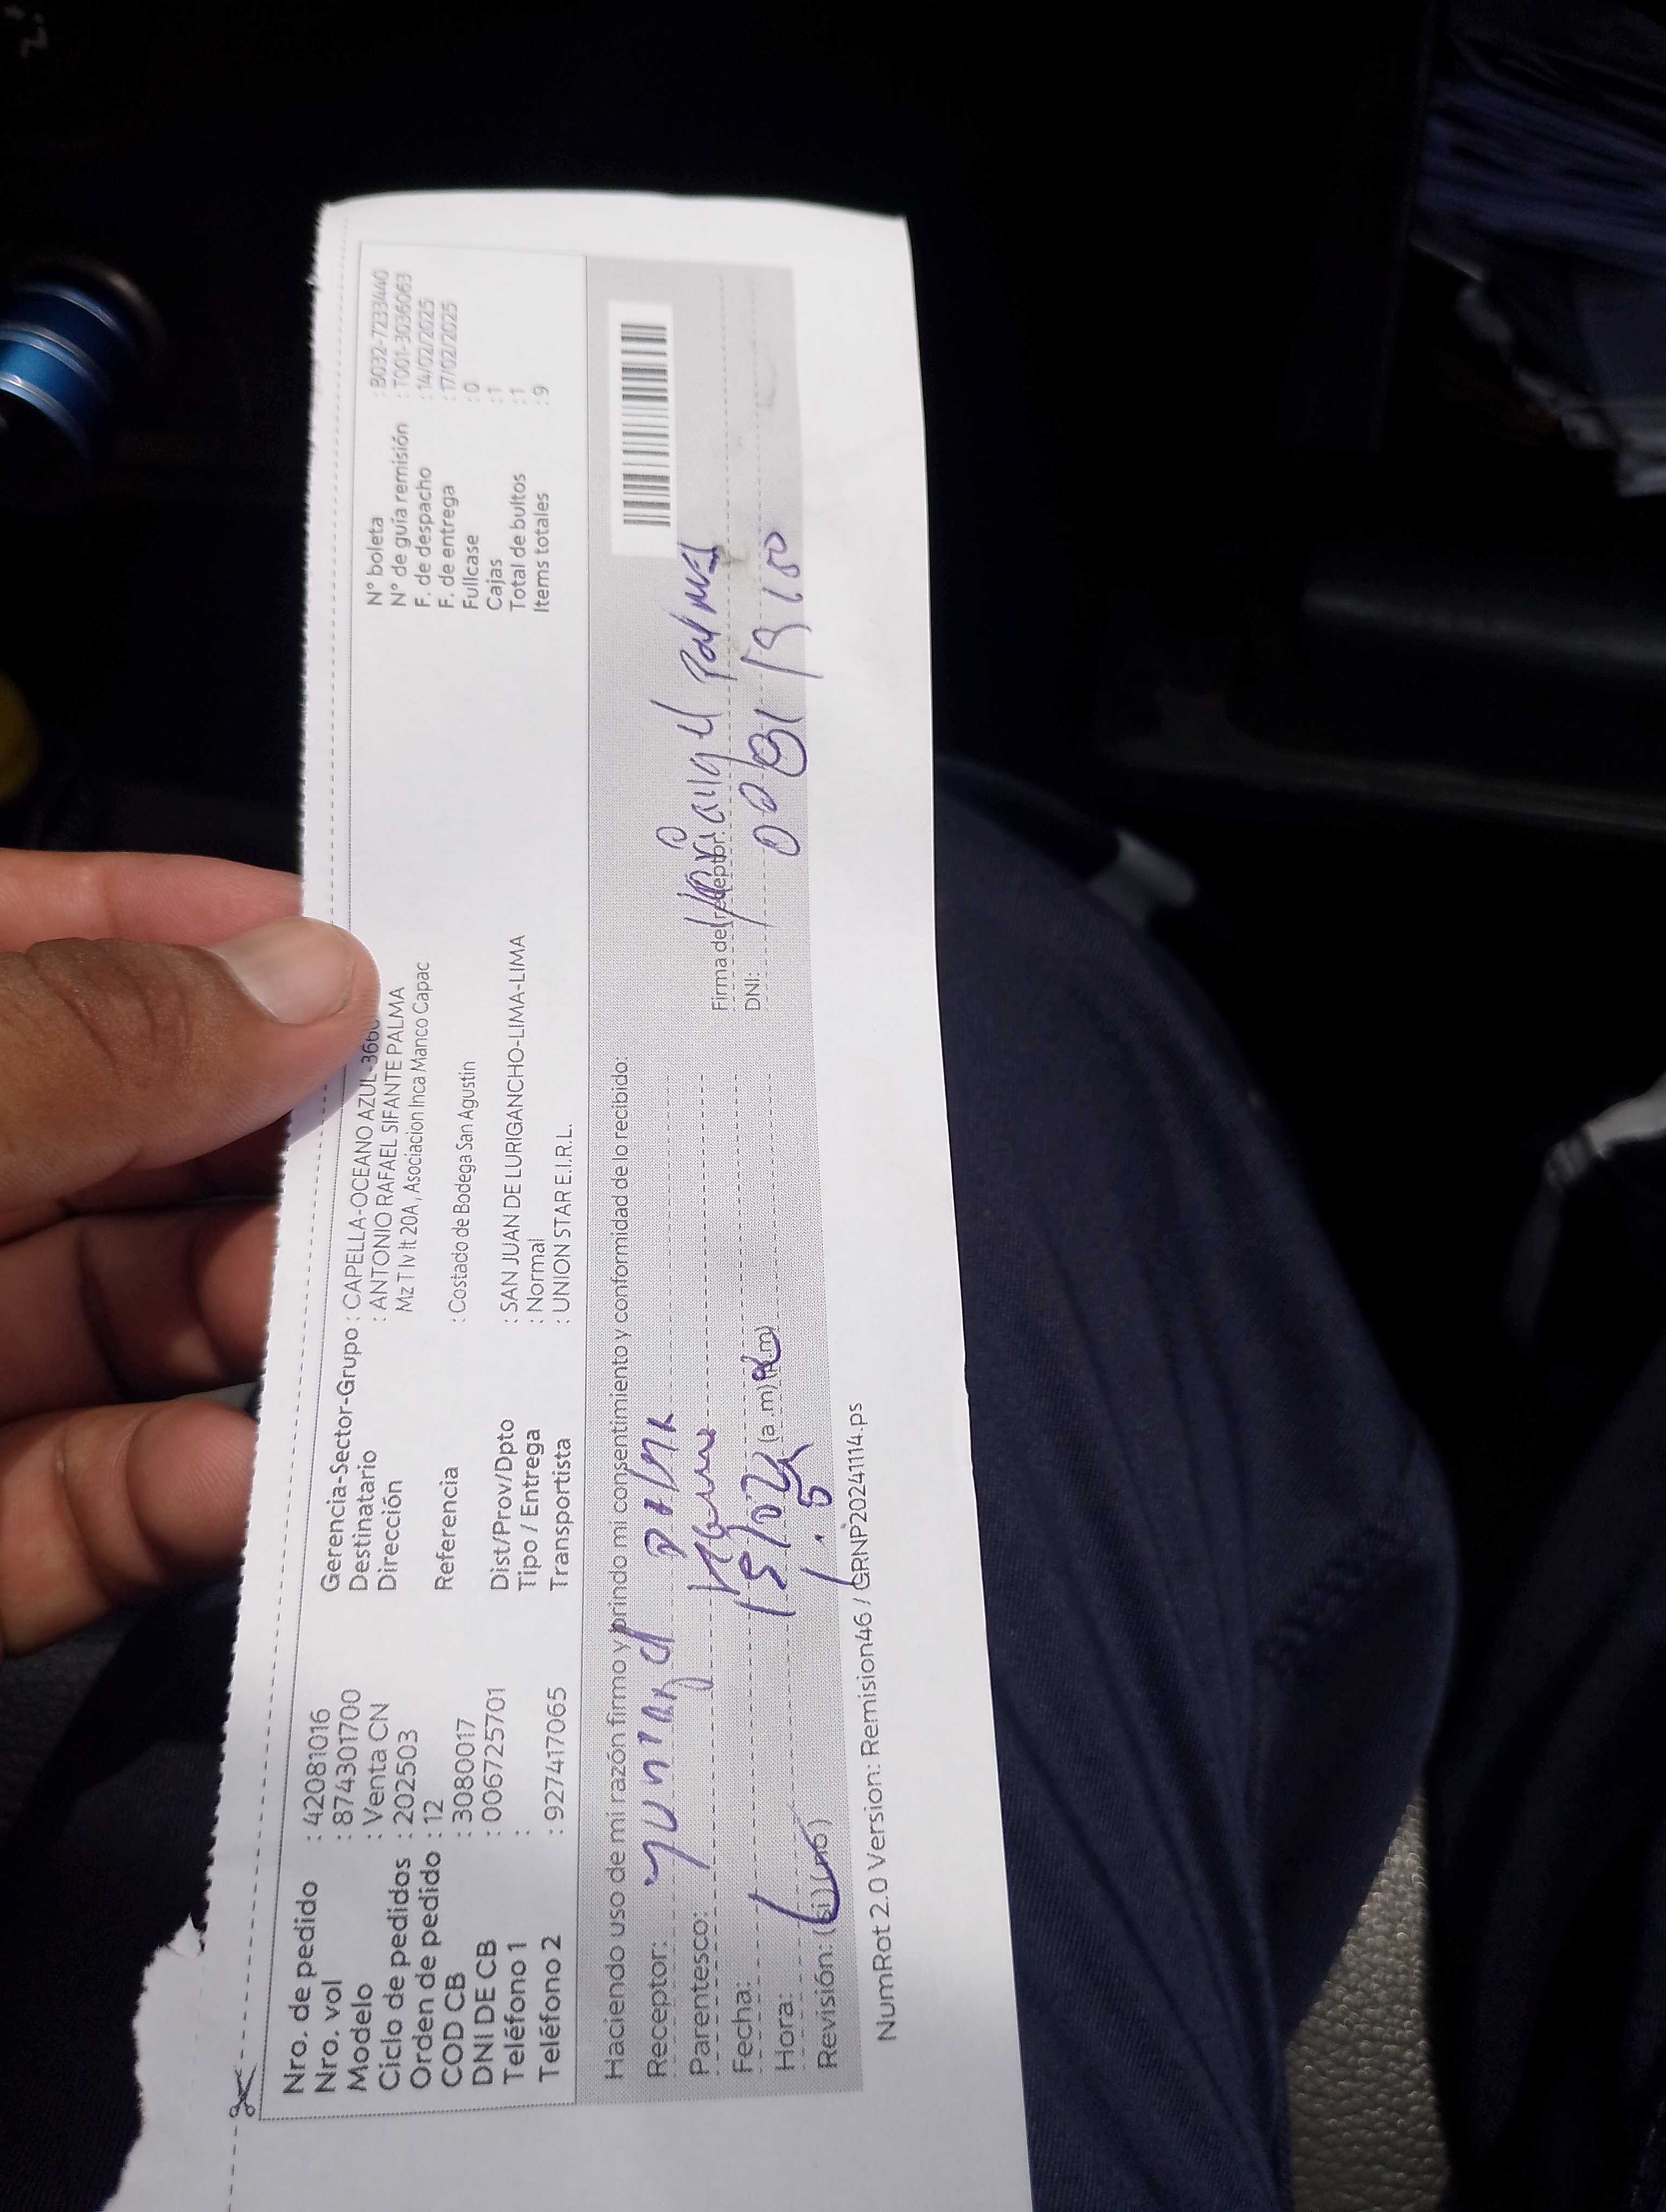 Nro. de pedido : 42081016
Nro. vol : 874301700
Modelo : Venta CN
Ciclo de pedidos : 202503
Orden de pedido : 12
COD CB : 3080017
DNI DE CB : 006725701
Teléfono 1 :
Teléfono 2 : 927417065
Gerencia-Sector-Grupo : CAPELLA-OCEANO AZUL-366
Destinatario : ANTONIO RAFAEL SIFANTE PALMA
Dirección Mz T lv lt 20A , Asociacion Inca Manco Capac
Referencia : Costado de Bodega San Agustin
Dist/Prov/Dpto : SAN JUAN DE LURIGANCHO-LIMA-LIMA
Tipo / Entrega : Normal
Transportista : UNION STAR E.I.R.L.
N° boleta : B032-7233440
N° de guía remisión : T001-3036063
F. de despacho : 14/02/2025
F. de entrega : 17/02/2025
Fullcase : 0
Cajas : 1
Total de bultos : 1
Items totales : 9
Haciendo uso de mi razón firmo y brindo mi consentimiento y conformidad de lo recibido:
Receptor:
Parentesco:
Fecha:
Hora: (a.m) (p.m)
Revisión: (si) (no)
Firma del receptor:
DNI:
NumRot 2.0 Version: Remision46 / GRNP20241114.ps